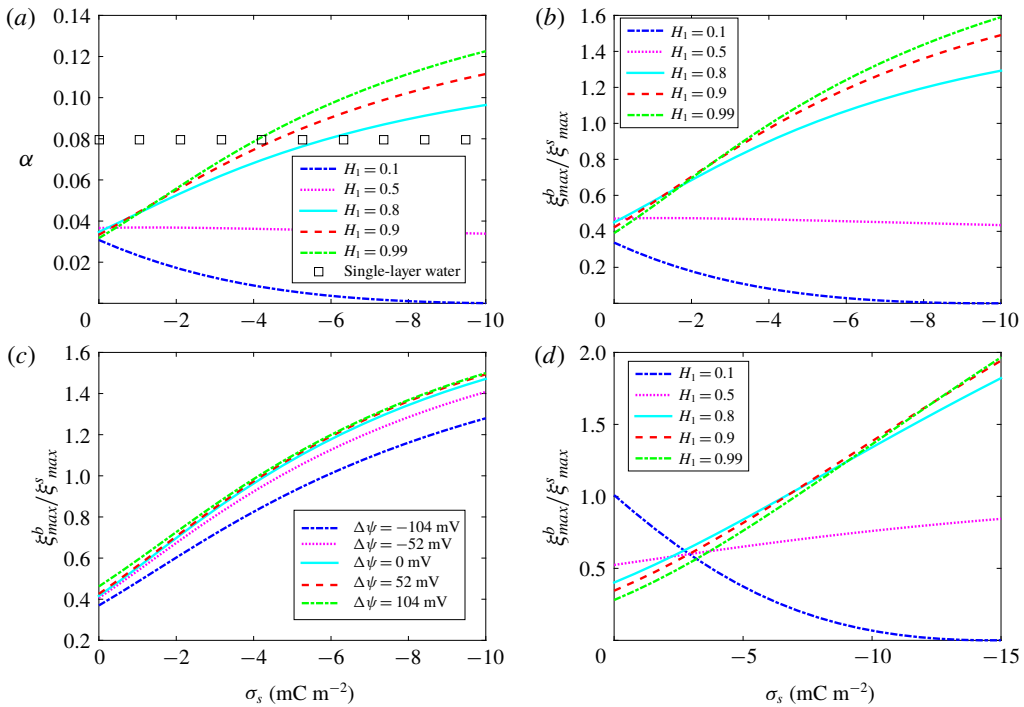 (a)
0.14
0.12
0.10
0.08
α
0.06
0.04
0.02
H₁ = 0.1
H₁ = 0.5
H₁ = 0.8
H₁ = 0.9
H₁ = 0.99
Single-layer water
0 −2 −4 −6 −8 −10
(b)
1.6
1.4
1.2
1.0
0.8
0.6
0.4
0.2
ξᵇₘₐₓ/ξˢₘₐₓ
H₁ = 0.1
H₁ = 0.5
H₁ = 0.8
H₁ = 0.9
H₁ = 0.99
0 −2 −4 −6 −8 −10
(c)
1.6
1.4
1.2
1.0
0.8
0.6
0.4
0.2
ξᵇₘₐₓ/ξˢₘₐₓ
Δψ = −104 mV
Δψ = −52 mV
Δψ = 0 mV
Δψ = 52 mV
Δψ = 104 mV
0 −2 −4 −6 −8 −10
σₛ (mC m⁻²)
(d)
2.0
1.5
1.0
0.5
ξᵇₘₐₓ/ξˢₘₐₓ
H₁ = 0.1
H₁ = 0.5
H₁ = 0.8
H₁ = 0.9
H₁ = 0.99
0 −5 −10 −15
σₛ (mC m⁻²)